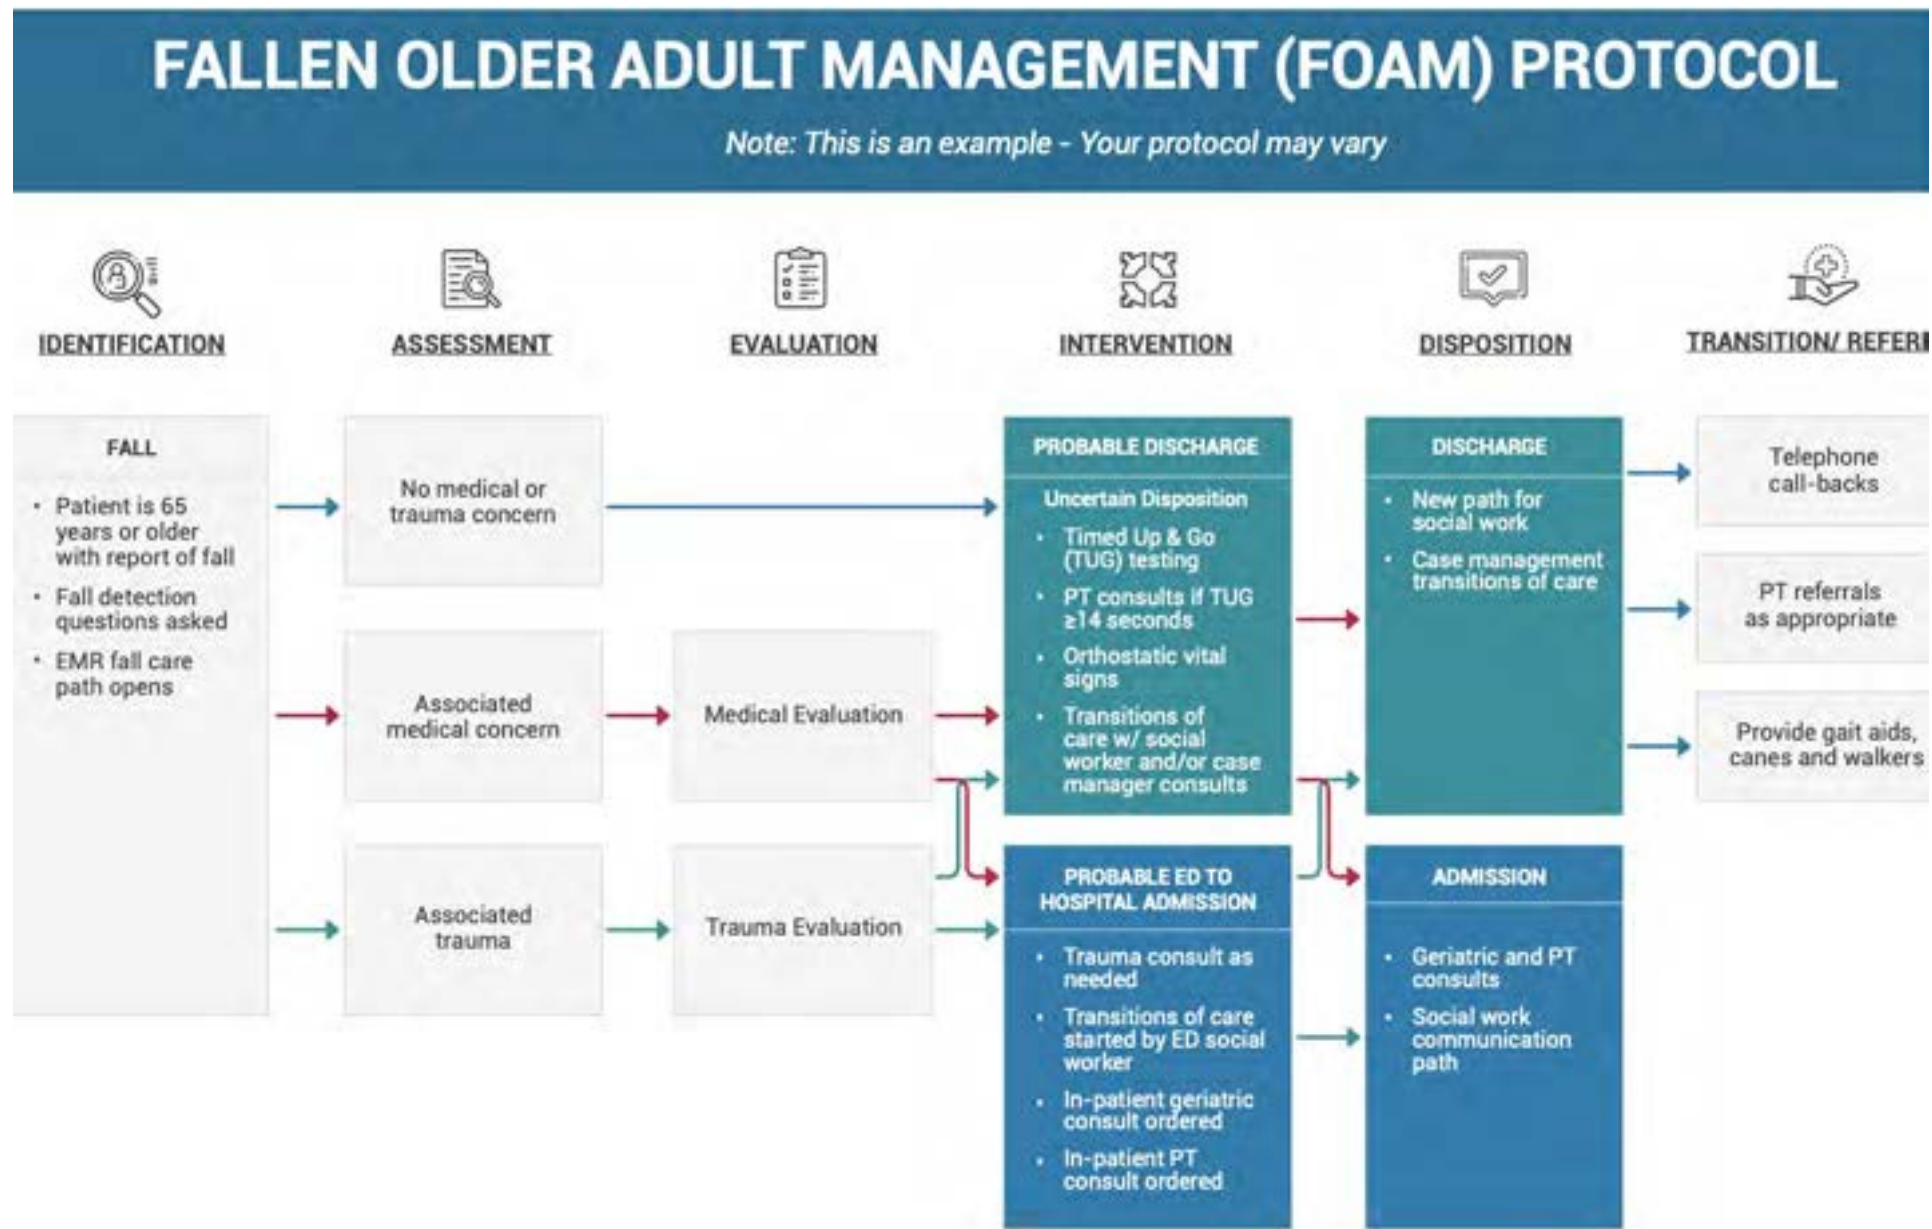 FALLEN OLDER ADULT MANAGEMENT (FOAM) PROTOCOL
Note: This is an example - Your protocol may vary
IDENTIFICATION
ASSESSMENT
EVALUATION
INTERVENTION
DISPOSITION
TRANSITION/
FALL
• Patient is 65
years or older
with report of fall
• Fall detection
questions asked
• EMR fall care
path opens
No medical or
trauma concern
Associated
medical concern
Associated
trauma
Medical Evaluation
Trauma Evaluation
PROBABLE DISCHARGE
Uncertain Disposition
• Timed Up & Go
(TUG) testing
• PT consults if TUG
≥14 seconds
• Orthostatic vital
signs
• Transitions of
care w/ social
worker and/or case
manager consults
PROBABLE ED TO
HOSPITAL ADMISSION
• Trauma consult as
needed
• Transitions of care
started by ED social
worker
• In-patient geriatric
consult ordered
• In-patient PT
consult ordered
DISCHARGE
• New path for
social work
• Case management
transitions of care
ADMISSION
• Geriatric and PT
consults
• Social work
communication
path
Telephone
call-backs
PT referrals
as appropriate
Provide gait aids,
canes and walkers